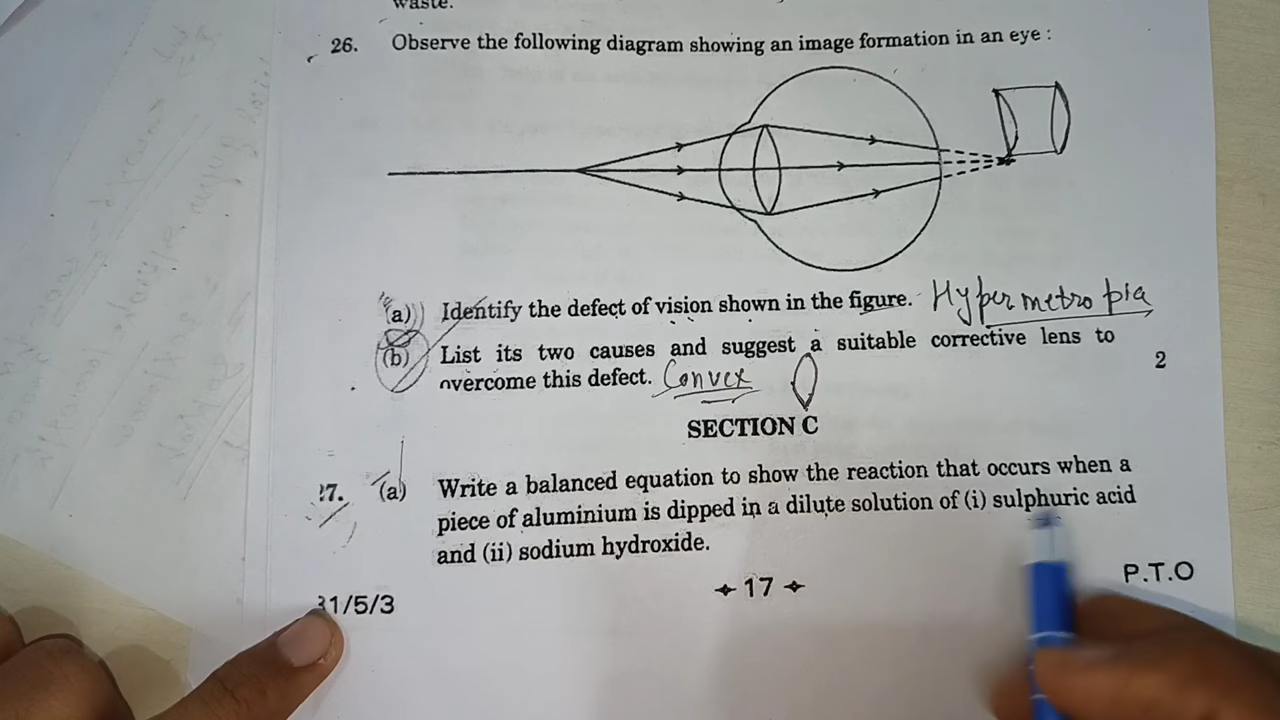 waste.
26. Observe the following diagram showing an image formation in an eye :
(a) Identify the defect of vision shown in the figure. Hypermetropia
(b) List its two causes and suggest a suitable corrective lens to
overcome this defect. Convex
2
SECTION C
27. (a) Write a balanced equation to show the reaction that occurs when a
piece of aluminium is dipped in a dilute solution of (i) sulphuric acid
and (ii) sodium hydroxide.
31/5/3 17 P.T.O